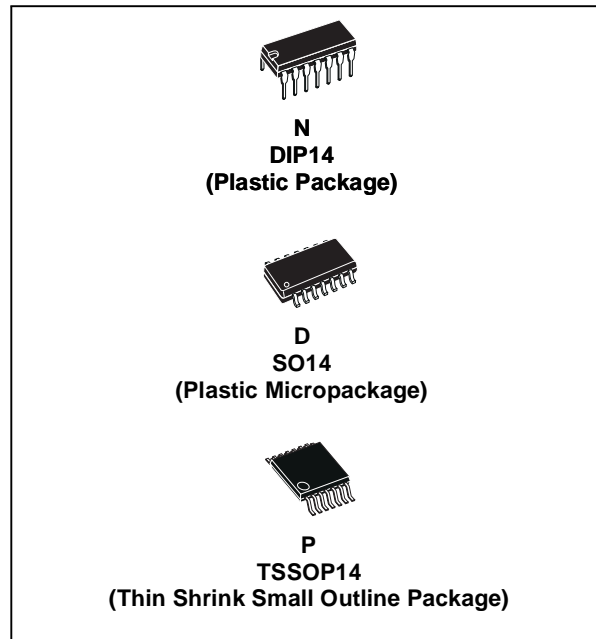 N
DIP14
(Plastic Package)
D
SO14
(Plastic Micropackage)
P
TSSOP14
(Thin Shrink Small Outline Package)